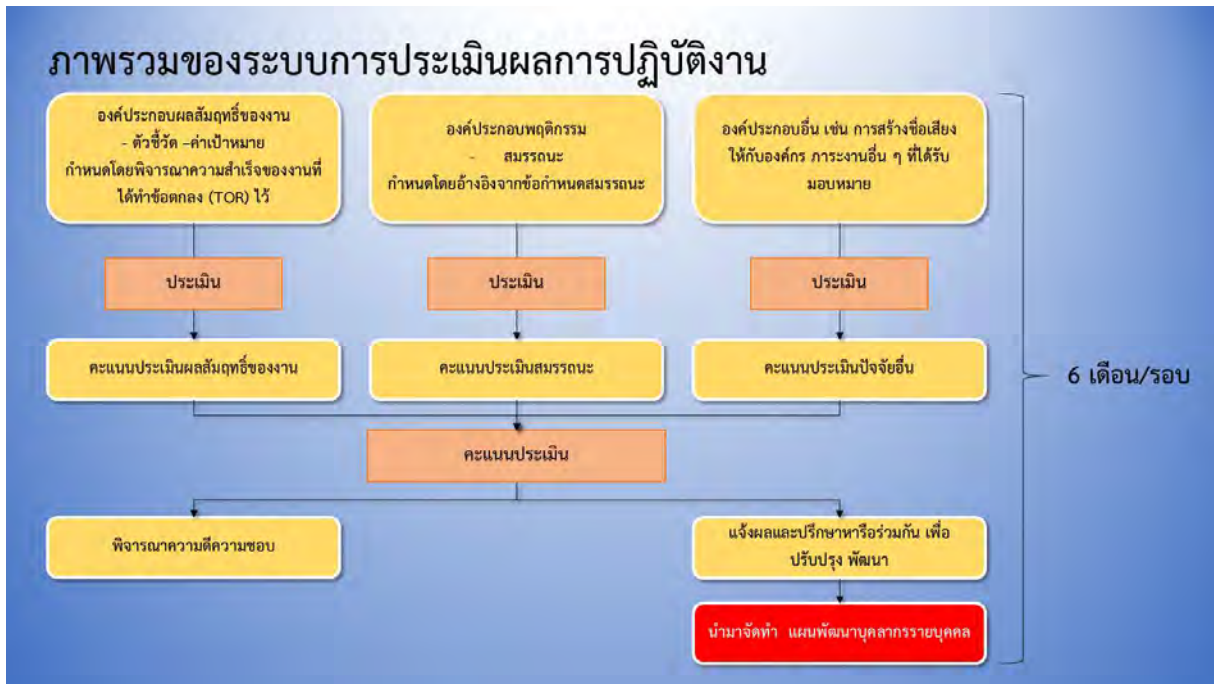 ภาพรวมของระบบการประเมินผลการปฏิบัติงาน
องค์ประกอบผลสัมฤทธิ์ของงาน
- ตัวชี้วัด –ค่าเป้าหมาย
กำหนดโดยพิจารณาความสำเร็จของงานที่
ได้ทำข้อตกลง (TOR) ไว้
องค์ประกอบพฤติกรรม
- สมรรถนะ
กำหนดโดยอ้างอิงจากข้อกำหนดสมรรถนะ
องค์ประกอบอื่น เช่น การสร้างชื่อเสียง
ให้กับองค์กร ภาระงานอื่น ๆ ที่ได้รับ
มอบหมาย
ประเมิน
ประเมิน
ประเมิน
คะแนนประเมินผลสัมฤทธิ์ของงาน
คะแนนประเมินสมรรถนะ
คะแนนประเมินปัจจัยอื่น
6 เดือน/รอบ
คะแนนประเมิน
พิจารณาความดีความชอบ
แจ้งผลและปรึกษาหารือร่วมกัน เพื่อ
ปรับปรุง พัฒนา
นำมาจัดทำ แผนพัฒนาบุคลากรรายบุคคล